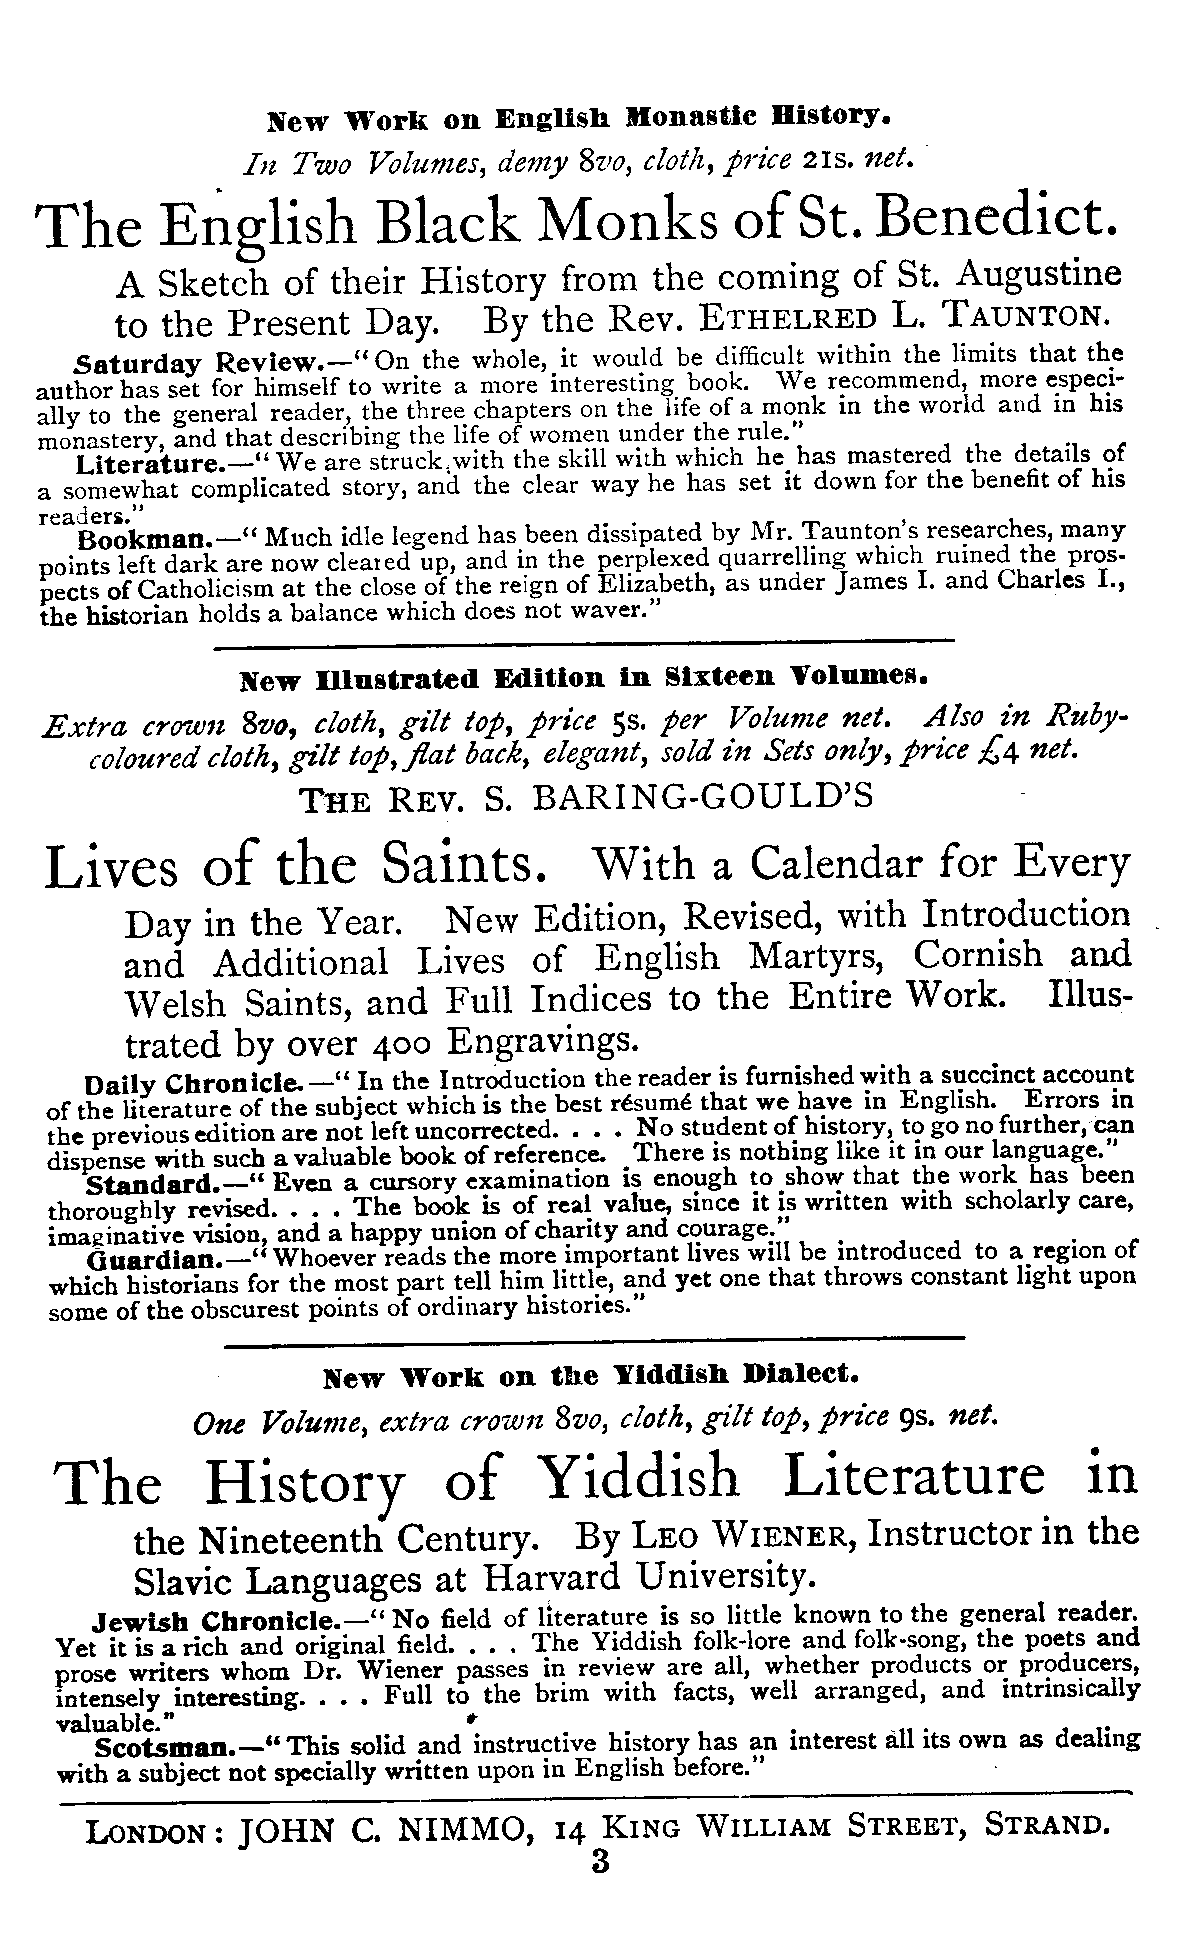 New Work on English Monastic History.
In Two Volumes, demy 8vo, cloth, price 21s. net.
The English Black Monks of St. Benedict.
A Sketch of their History from the coming of St. Augustine
to the Present Day. By the Rev. ETHELRED L. TAUNTON.
Saturday Review.—“On the whole, it would be difficult within the limits that the
author has set for himself to write a more interesting book. We recommend, more especi-
ally to the general reader, the three chapters on the life of a monk in the world and in his
monastery, and that describing the life of women under the rule.”
Literature.—“We are struck with the skill with which he has mastered the details of
a somewhat complicated story, and the clear way he has set it down for the benefit of his
readers.”
Bookman.—“Much idle legend has been dissipated by Mr. Taunton’s researches, many
points left dark are now cleared up, and in the perplexed quarrelling which ruined the pros-
pects of Catholicism at the close of the reign of Elizabeth, as under James I. and Charles I.,
the historian holds a balance which does not waver.”
New Illustrated Edition in Sixteen Volumes.
Extra crown 8vo, cloth, gilt top, price 5s. per Volume net. Also in Ruby-
coloured cloth, gilt top, flat back, elegant, sold in Sets only, price £4 net.
THE REV. S. BARING-GOULD’S
Lives of the Saints. With a Calendar for Every
Day in the Year. New Edition, Revised, with Introduction
and Additional Lives of English Martyrs, Cornish and
Welsh Saints, and Full Indices to the Entire Work. Illus-
trated by over 400 Engravings.
Daily Chronicle.—“In the Introduction the reader is furnished with a succinct account
of the literature of the subject which is the best résumé that we have in English. Errors in
the previous edition are not left uncorrected. . . . No student of history, to go no further, can
dispense with such a valuable book of reference. There is nothing like it in our language.”
Standard.—“Even a cursory examination is enough to show that the work has been
thoroughly revised. . . . The book is of real value, since it is written with scholarly care,
imaginative vision, and a happy union of charity and courage.”
Guardian.—“Whoever reads the more important lives will be introduced to a region of
which historians for the most part tell him little, and yet one that throws constant light upon
some of the obscurest points of ordinary histories.”
New Work on the Yiddish Dialect.
One Volume, extra crown 8vo, cloth, gilt top, price 9s. net.
The History of Yiddish Literature in
the Nineteenth Century. By LEO WIENER, Instructor in the
Slavic Languages at Harvard University.
Jewish Chronicle.—“No field of literature is so little known to the general reader.
Yet it is a rich and original field. . . . The Yiddish folk-lore and folk-song, the poets and
prose writers whom Dr. Wiener passes in review are all, whether products or producers,
intensely interesting. . . . Full to the brim with facts, well arranged, and intrinsically
valuable.”
Scotsman.—“This solid and instructive history has an interest all its own as dealing
with a subject not specially written upon in English before.”
LONDON: JOHN C. NIMMO, 14 KING WILLIAM STREET, STRAND.
3